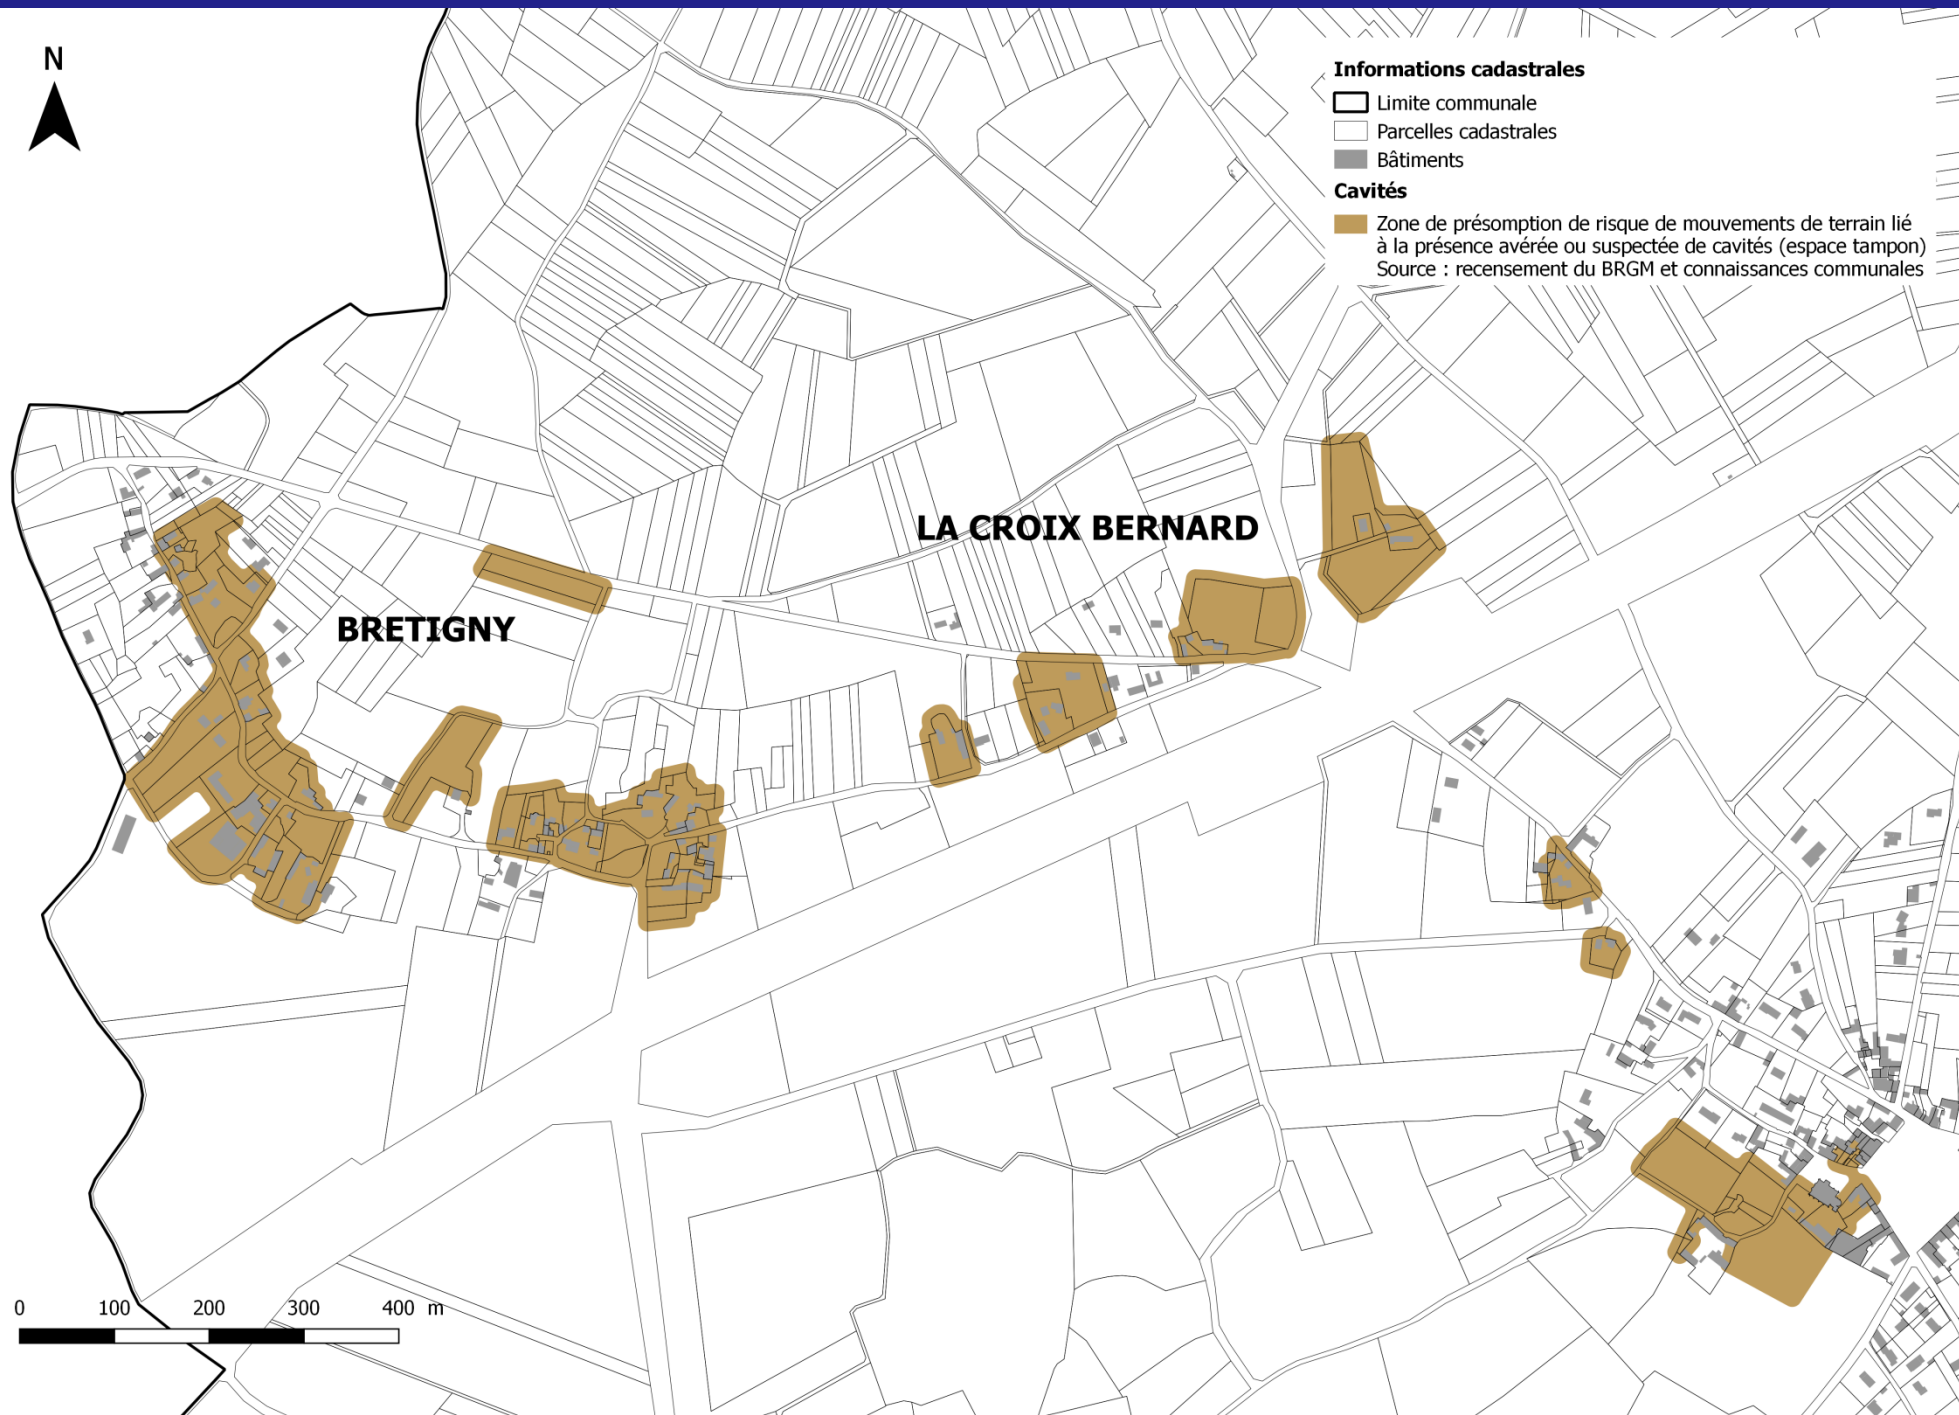 N
Informations cadastrales
Limite communale
Parcelles cadastrales
Bâtiments
Cavités
Zone de présomption de risque de mouvements de terrain lié
à la présence avérée ou suspectée de cavités (espace tampon)
Source : recensement du BRGM et connaissances communales
LA CROIX BERNARD
BRETIGNY
0 100 200 300 400 m